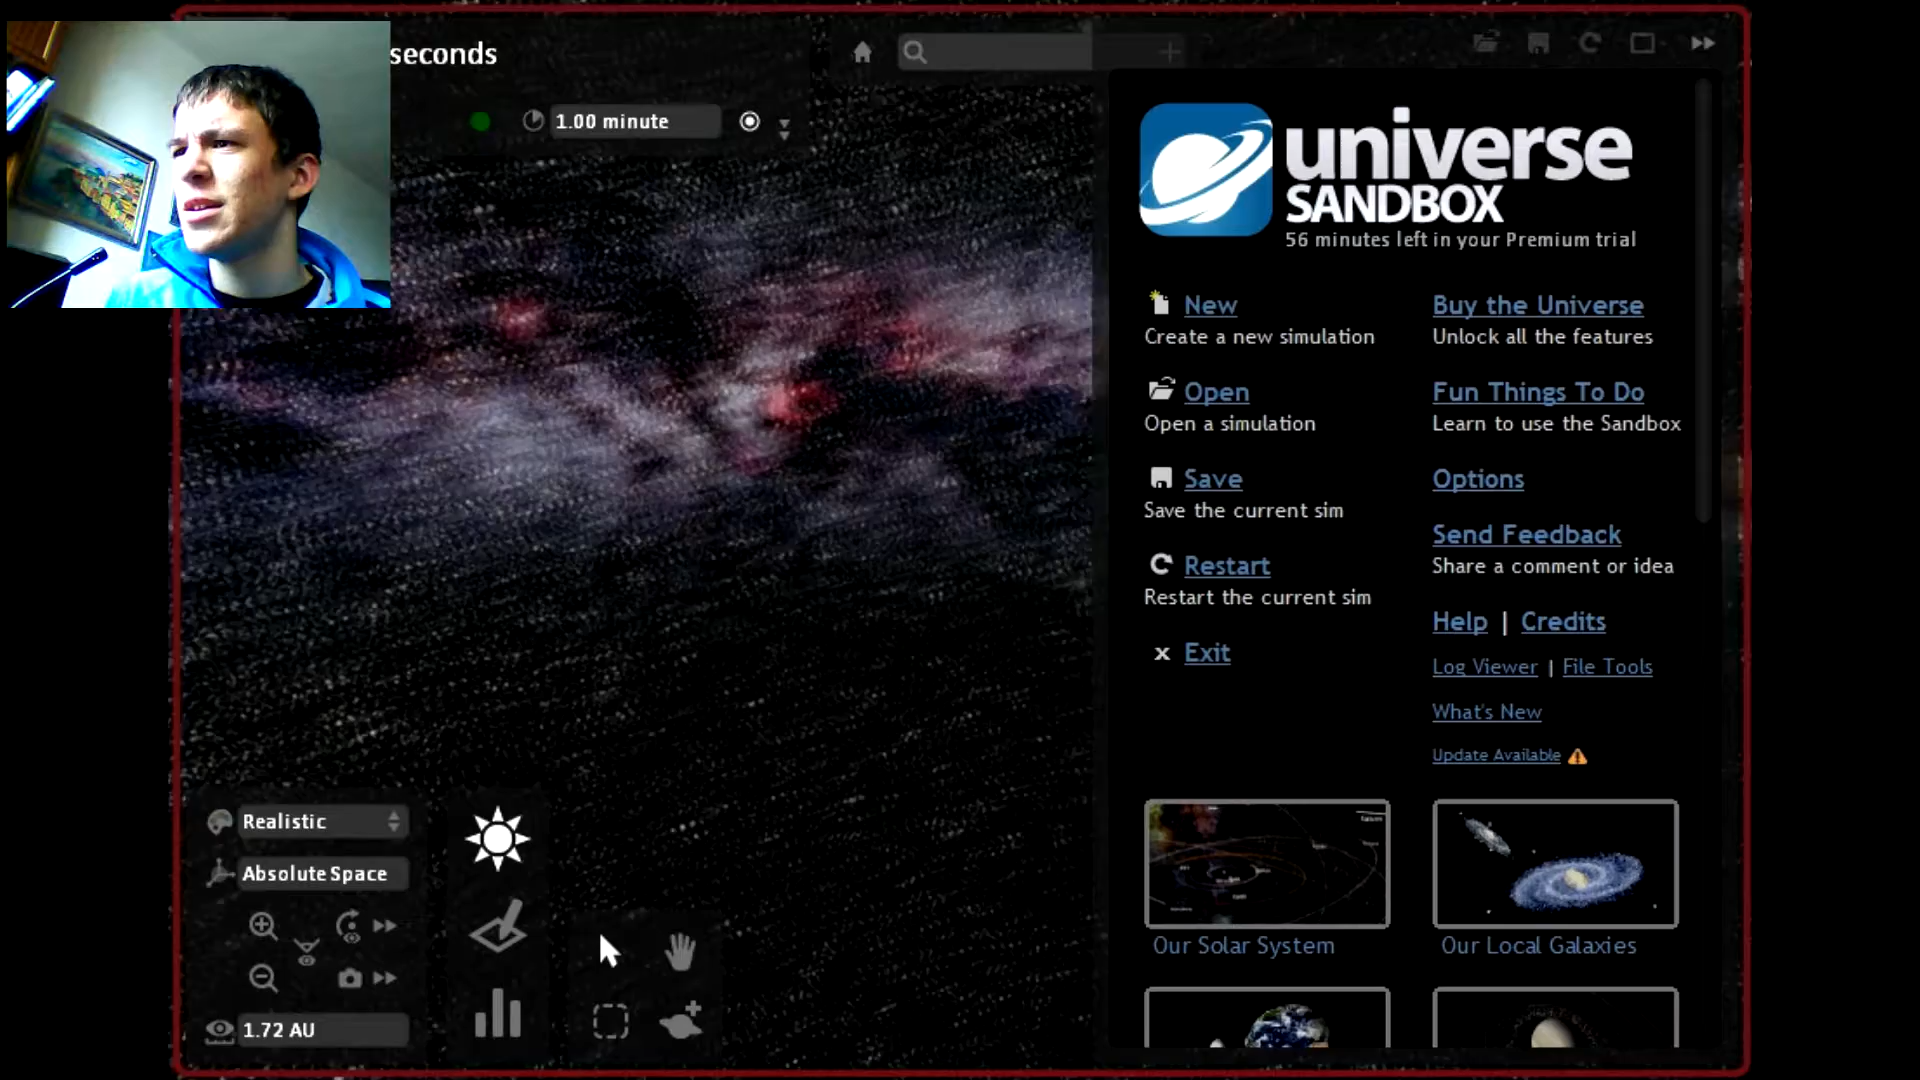 seconds
1.00 minute
universe
SANDBOX
56 minutes left in your Premium trial
New
Create a new simulation
Open
Open a simulation
Save
Save the current sim
Restart
Restart the current sim
x Exit
Buy the Universe
Unlock all the features
Fun Things To Do
Learn to use the Sandbox
Options
Send Feedback
Share a comment or idea
Help | Credits
Log Viewer | File Tools
What's New
Update Available
Our Solar System
Our Local Galaxies
Realistic
Absolute Space
1.72 AU